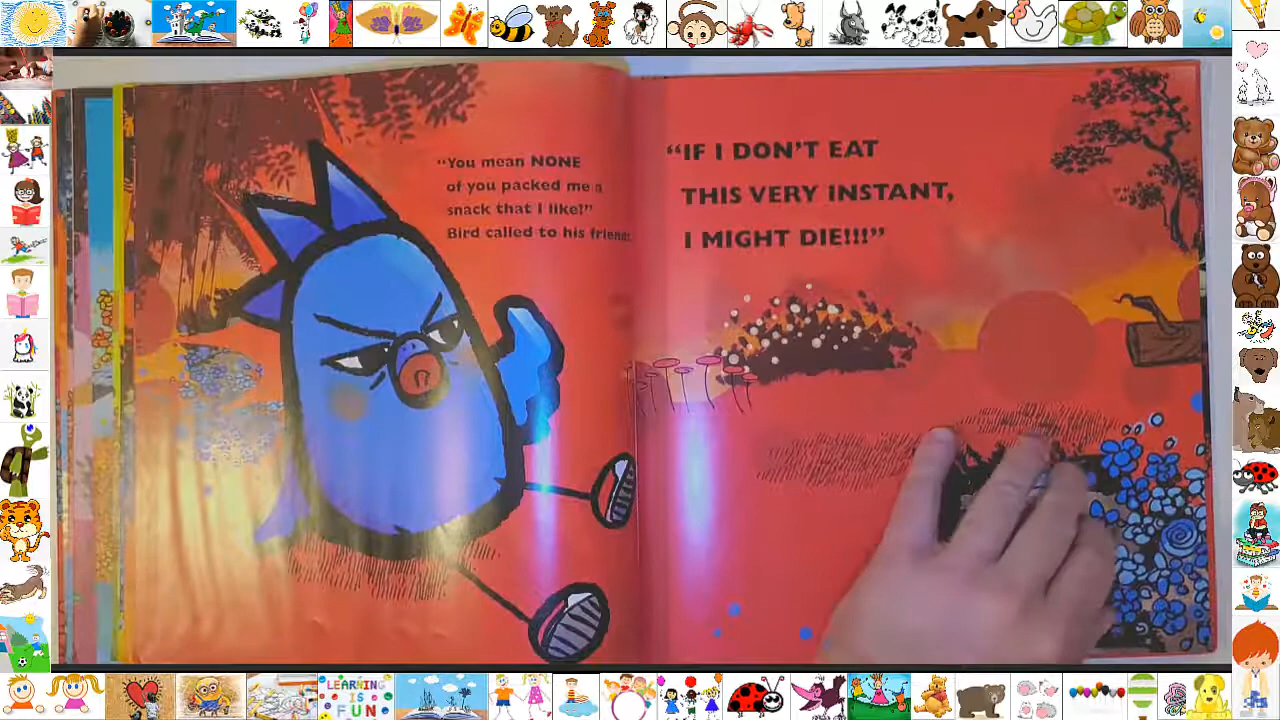 “You mean NONE
of you packed me a
snack that I like?”
Bird called to his friends.
“IF I DON’T EAT
THIS VERY INSTANT,
I MIGHT DIE!!!”
LEARNING
IS
FUN